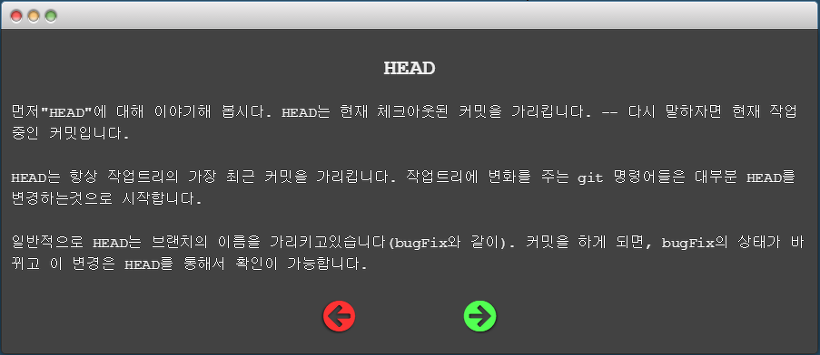 HEAD
먼저"HEAD"에 대해 이야기해 봅시다. HEAD는 현재 체크아웃된 커밋을 가리킵니다. -- 다시 말하자면 현재 작업
중인 커밋입니다.
HEAD는 항상 작업트리의 가장 최근 커밋을 가리킵니다. 작업트리에 변화를 주는 git 명령어들은 대부분 HEAD를
변경하는것으로 시작합니다.
일반적으로 HEAD는 브랜치의 이름을 가리키고있습니다(bugFix와 같이). 커밋을 하게 되면, bugFix의 상태가 바
뀌고 이 변경은 HEAD를 통해서 확인이 가능합니다.